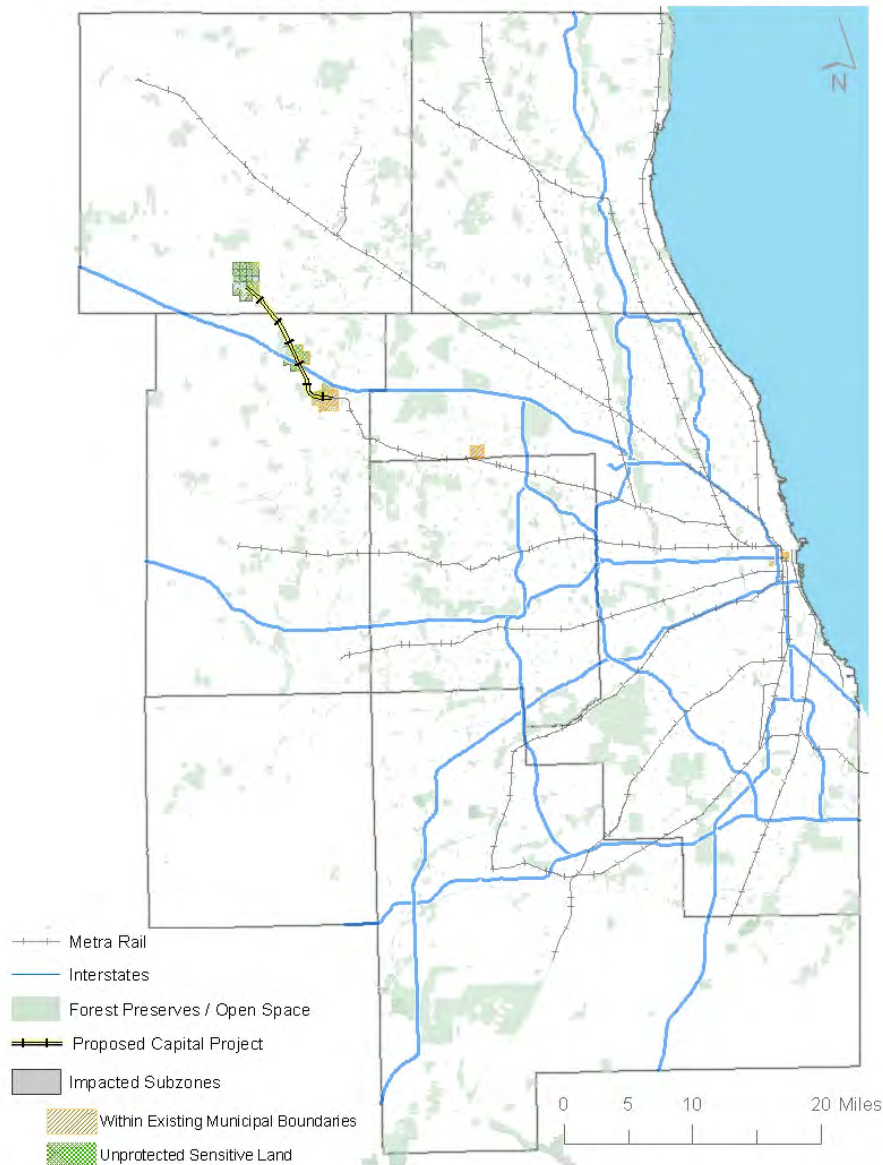 N
Metra Rail
Interstates
Forest Preserves / Open Space
Proposed Capital Project
Impacted Subzones
Within Existing Municipal Boundaries
Unprotected Sensitive Land
0 5 10 20 Miles